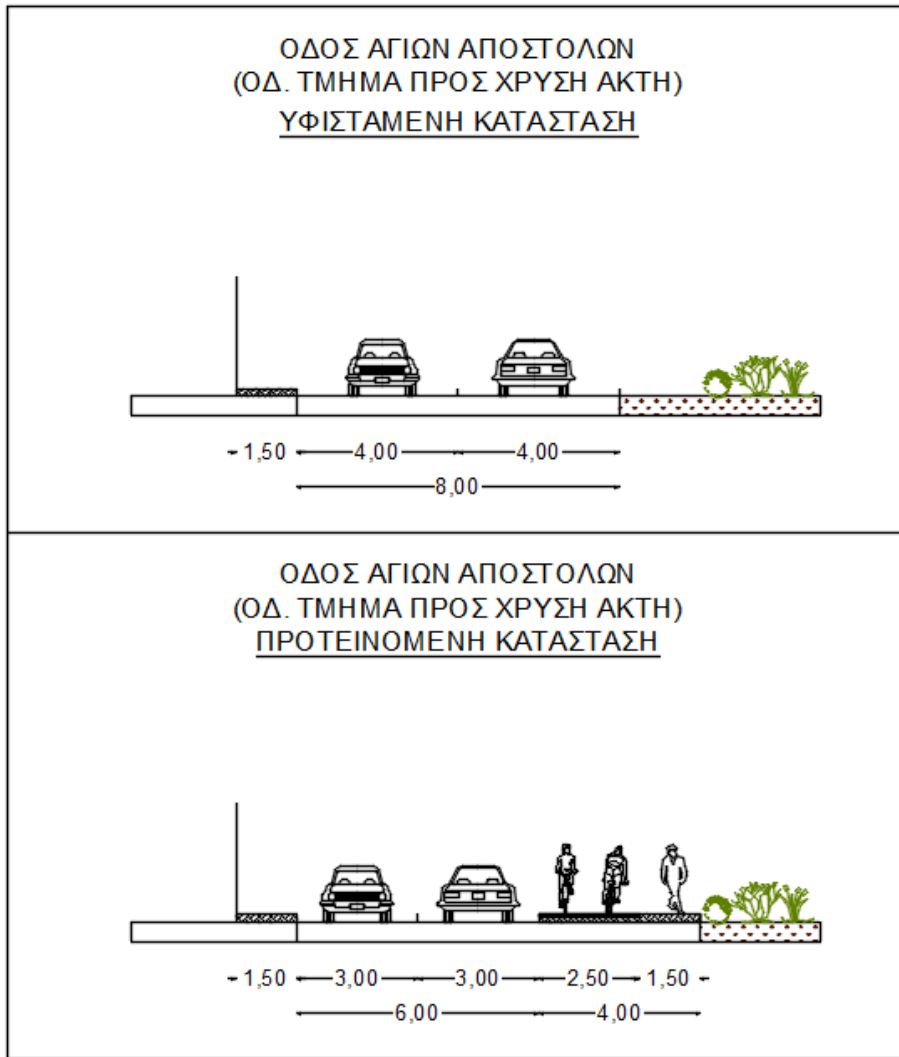 ΟΔΟΣ ΑΓΙΩΝ ΑΠΟΣΤΟΛΩΝ
(ΟΔ. ΤΜΗΜΑ ΠΡΟΣ ΧΡΥΣΗ ΑΚΤΗ)
ΥΦΙΣΤΑΜΕΝΗ ΚΑΤΑΣΤΑΣΗ
1,50 4,00 4,00
8,00
ΟΔΟΣ ΑΓΙΩΝ ΑΠΟΣΤΟΛΩΝ
(ΟΔ. ΤΜΗΜΑ ΠΡΟΣ ΧΡΥΣΗ ΑΚΤΗ)
ΠΡΟΤΕΙΝΟΜΕΝΗ ΚΑΤΑΣΤΑΣΗ
1,50 3,00 3,00 2,50 1,50
6,00 4,00